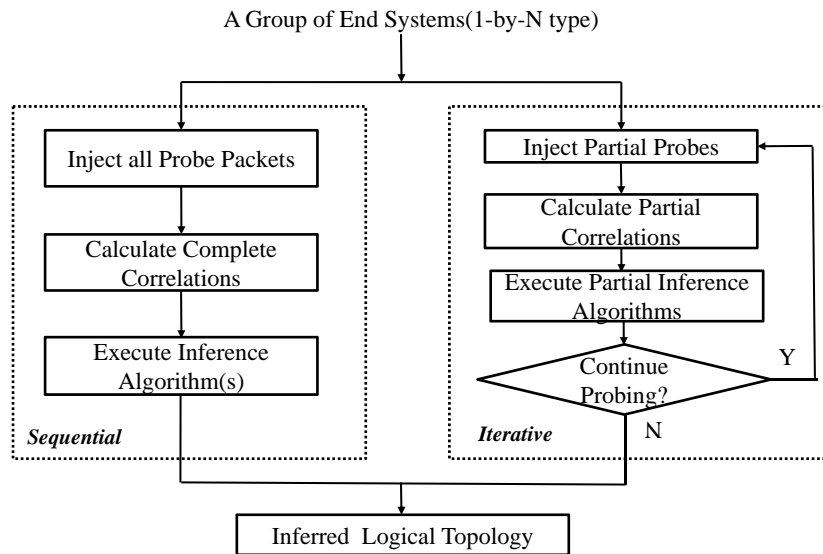 A Group of End Systems(1-by-N type)
Inject all Probe Packets
Calculate Complete
Correlations
Execute Inference
Algorithm(s)
Sequential
Inject Partial Probes
Calculate Partial
Correlations
Execute Partial Inference
Algorithms
Continue
Probing?
Y
N
Iterative
Inferred Logical Topology